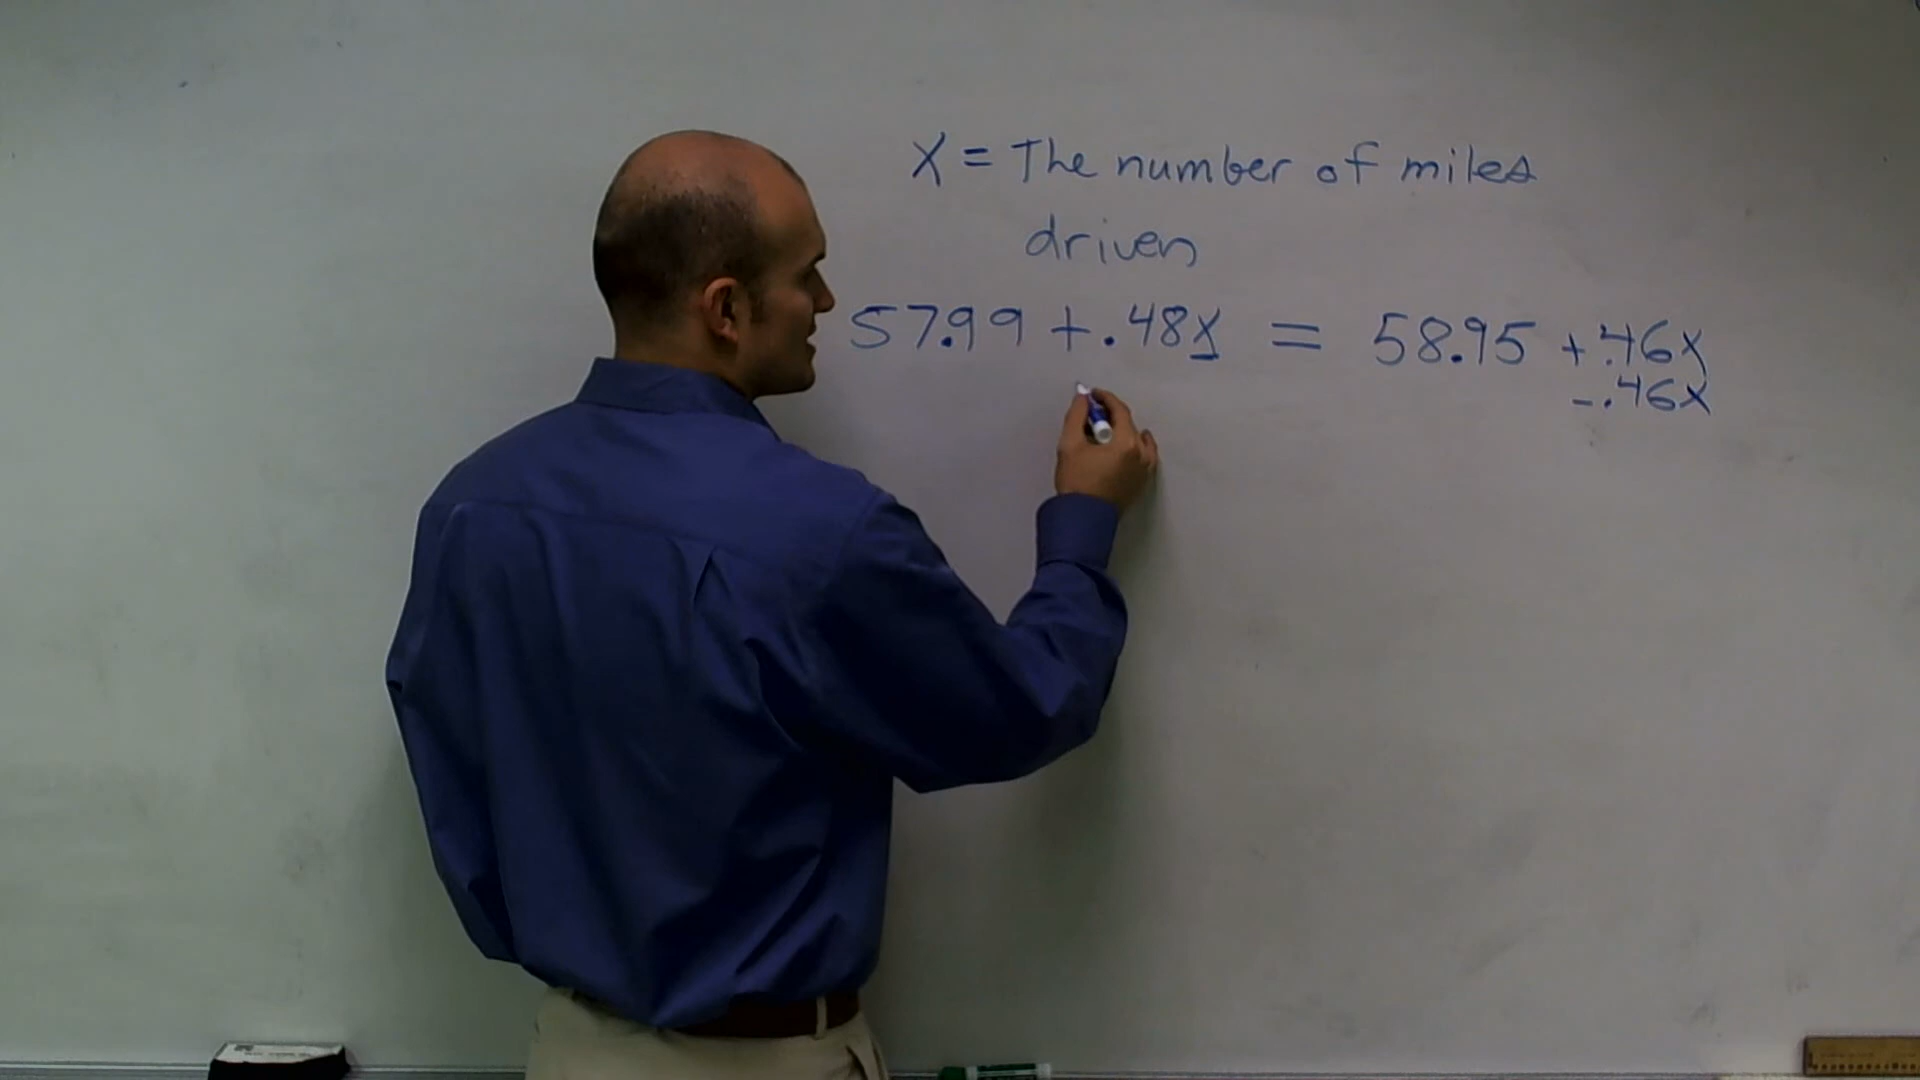 X = The number of miles
driven
57.99 + .48x = 58.95 + .46x
- .46x